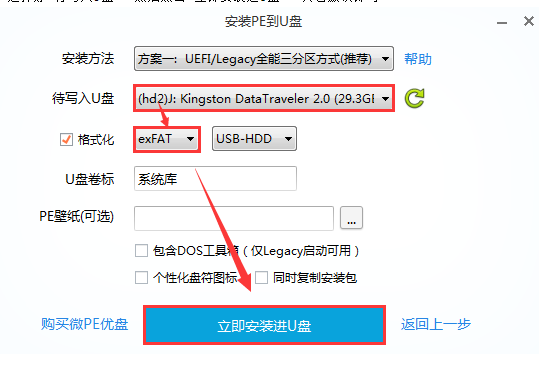 安装PE到U盘
安装方法 方案一：UEFI/Legacy全能三分区方式(推荐) 帮助
待写入U盘 (hd2)J: Kingston DataTraveler 2.0 (29.3GB
格式化 exFAT USB-HDD
U盘卷标 系统库
PE壁纸(可选) ...
包含DOS工具箱（仅Legacy启动可用）
个性化盘符图标 同时复制安装包
购买微PE优盘 立即安装进U盘 返回上一步